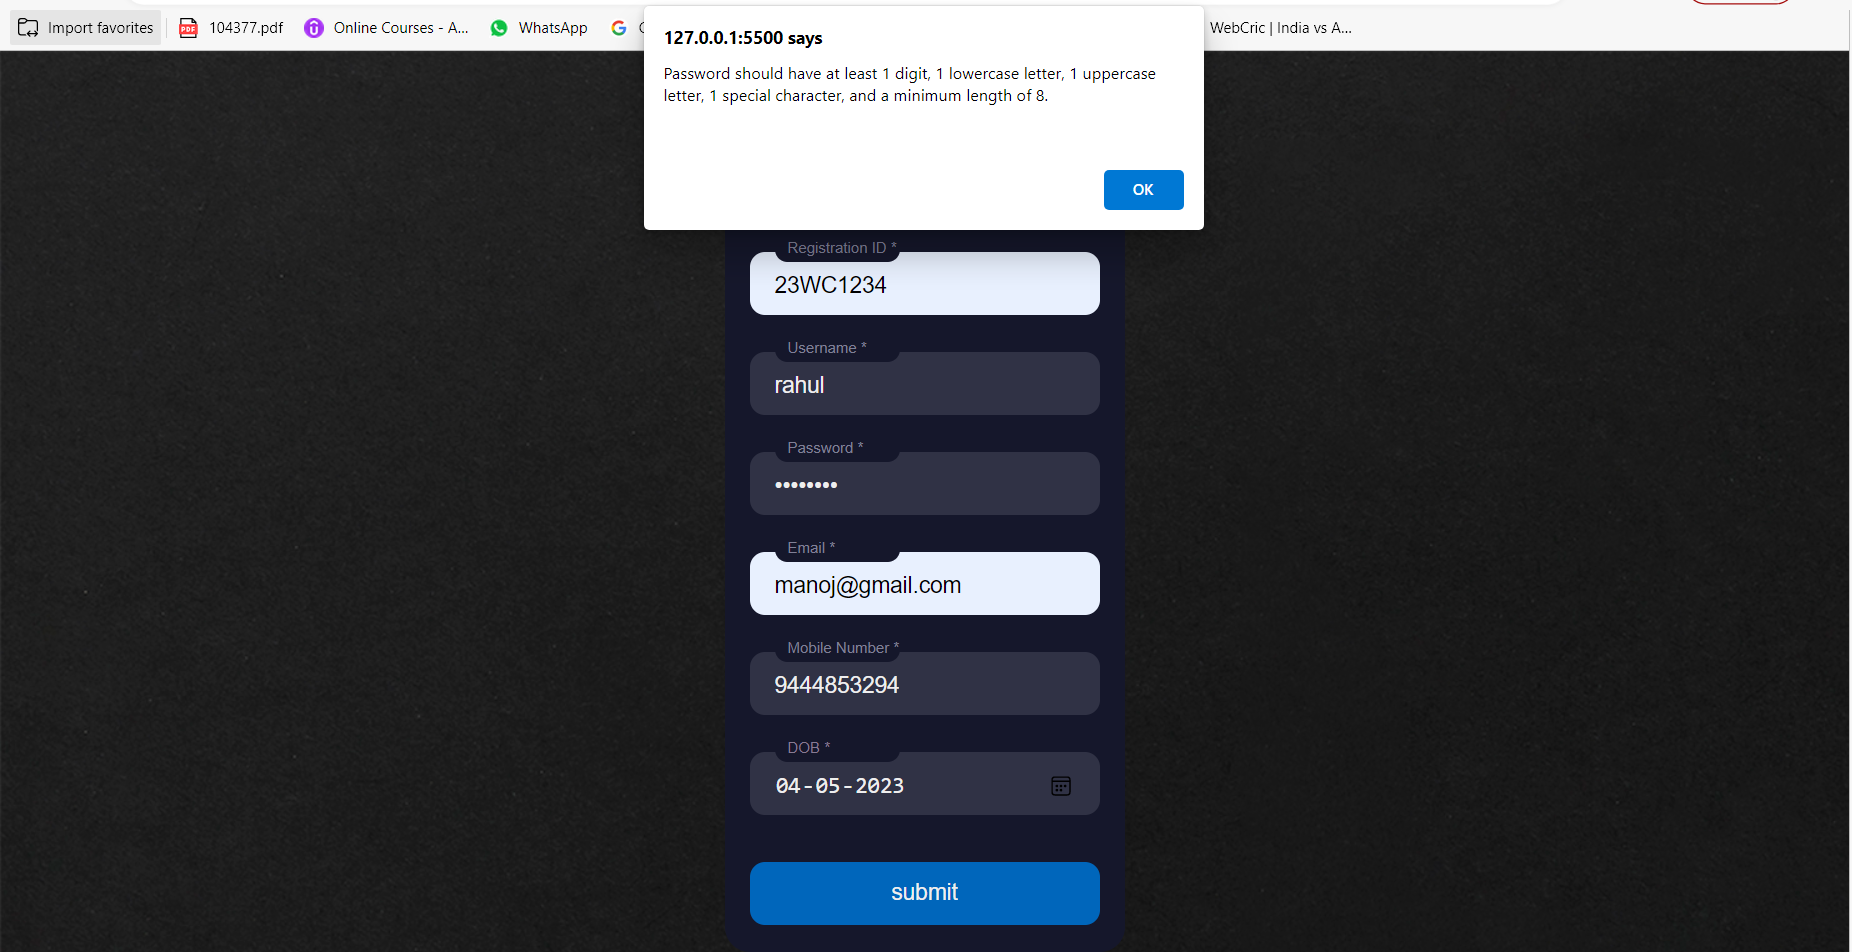 Import favorites
104377.pdf
Online Courses - A...
WhatsApp
WebCric | India vs A...
127.0.0.1:5500 says
Password should have at least 1 digit, 1 lowercase letter, 1 uppercase
letter, 1 special character, and a minimum length of 8.
OK
Registration ID *
23WC1234
Username *
rahul
Password *
••••••••
Email *
manoj@gmail.com
Mobile Number *
9444853294
DOB *
04-05-2023
submit